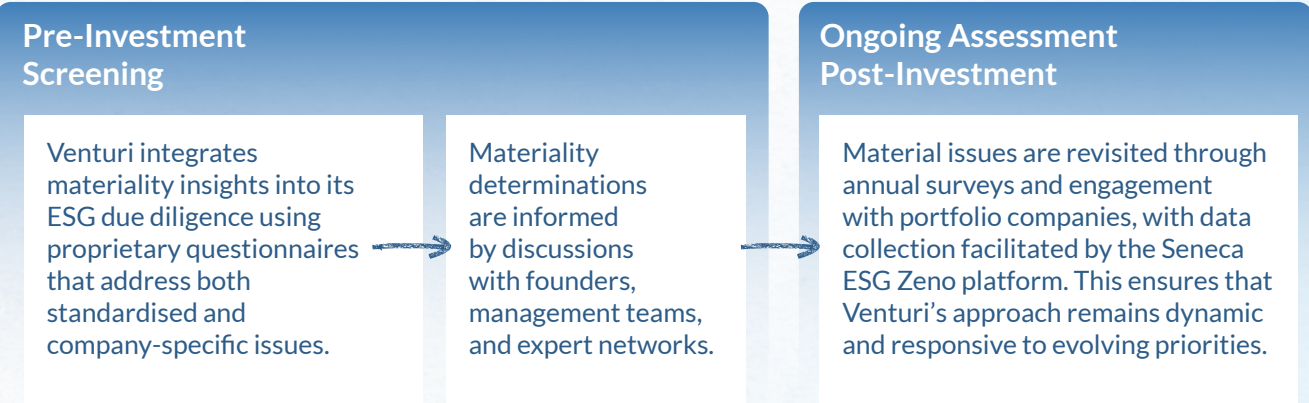 Pre-Investment
Screening
Venturi integrates
materiality insights into its
ESG due diligence using
proprietary questionnaires
that address both
standardised and
company-specific issues.
Materiality
determinations
are informed
by discussions
with founders,
management teams,
and expert networks.
Ongoing Assessment
Post-Investment
Material issues are revisited through
annual surveys and engagement
with portfolio companies, with data
collection facilitated by the Seneca
ESG Zeno platform. This ensures that
Venturi’s approach remains dynamic
and responsive to evolving priorities.